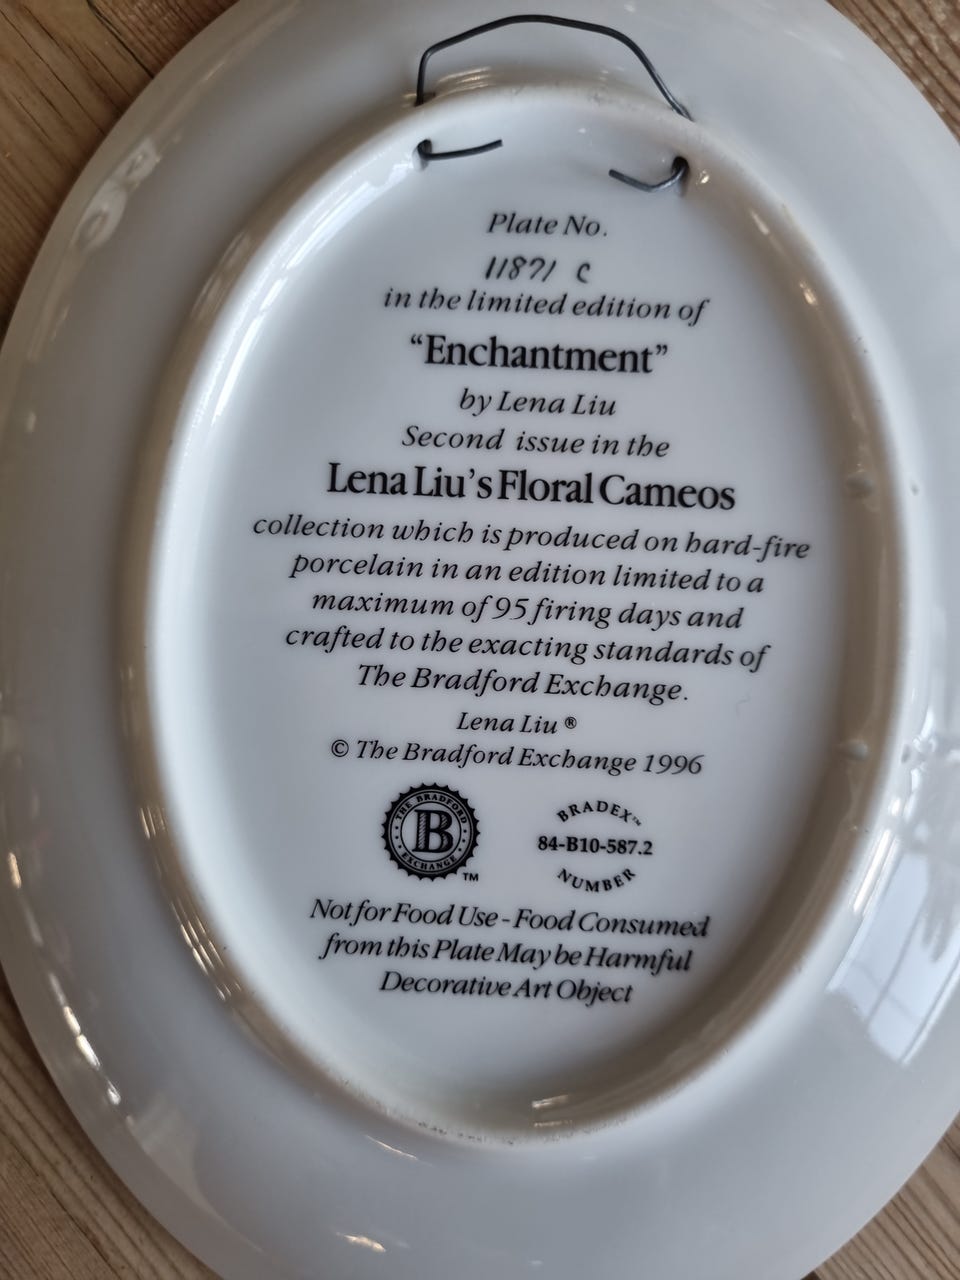 Plate No.
11871 C
in the limited edition of
“Enchantment”
by Lena Liu
Second issue in the
Lena Liu’s Floral Cameos
collection which is produced on hard-fire
porcelain in an edition limited to a
maximum of 95 firing days and
crafted to the exacting standards of
The Bradford Exchange.
Lena Liu ®
© The Bradford Exchange 1996
THE BRADFORD
B
EXCHANGE
TM
BRADEX™
84-B10-587.2
NUMBER
Not for Food Use - Food Consumed
from this Plate May be Harmful
Decorative Art Object